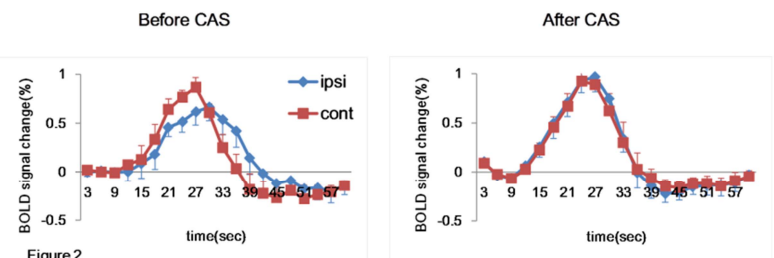 Before CAS
After CAS
BOLD signal change(%)
1
0.5
0
-0.5
3 9 15 21 27 33 39 45 51 57
time(sec)
ipsi
cont
BOLD signal change(%)
1
0.5
0
-0.5
3 9 15 21 27 33 39 45 51 57
time(sec)
Figure 2